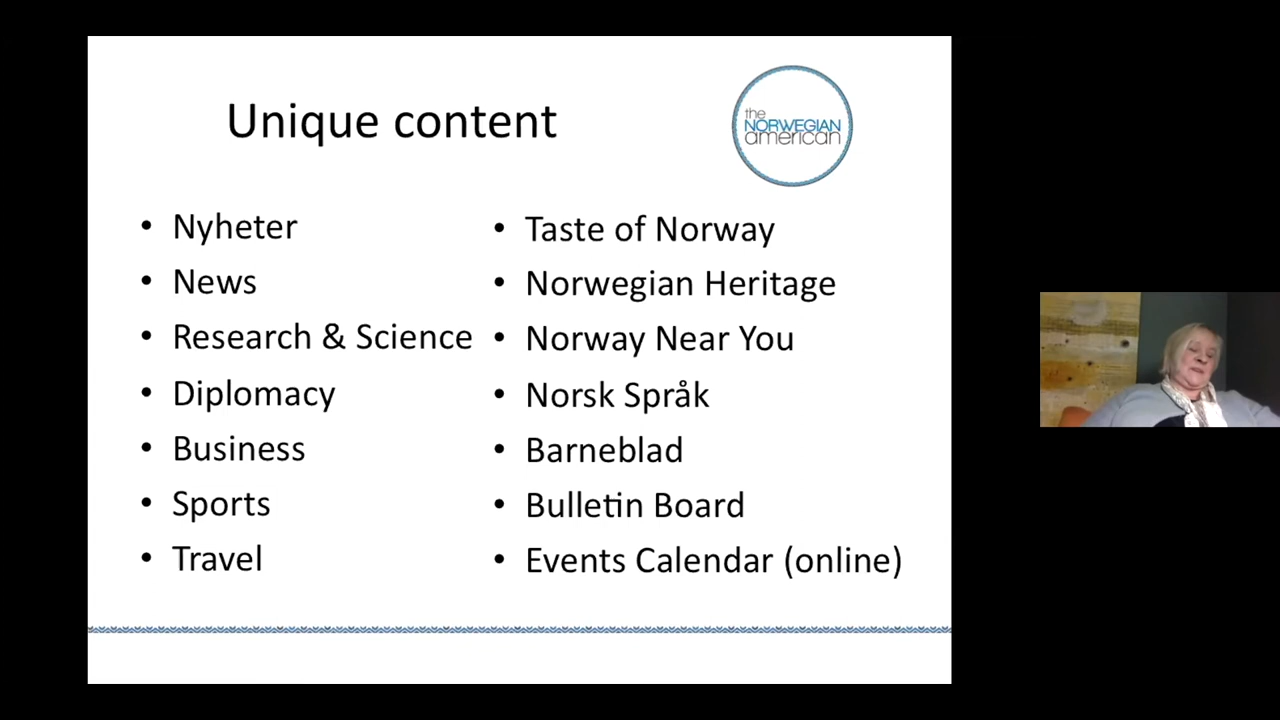 Unique content
the
NORWEGIAN
american
• Nyheter
• News
• Research & Science
• Diplomacy
• Business
• Sports
• Travel
• Taste of Norway
• Norwegian Heritage
• Norway Near You
• Norsk Språk
• Barneblad
• Bulletin Board
• Events Calendar (online)